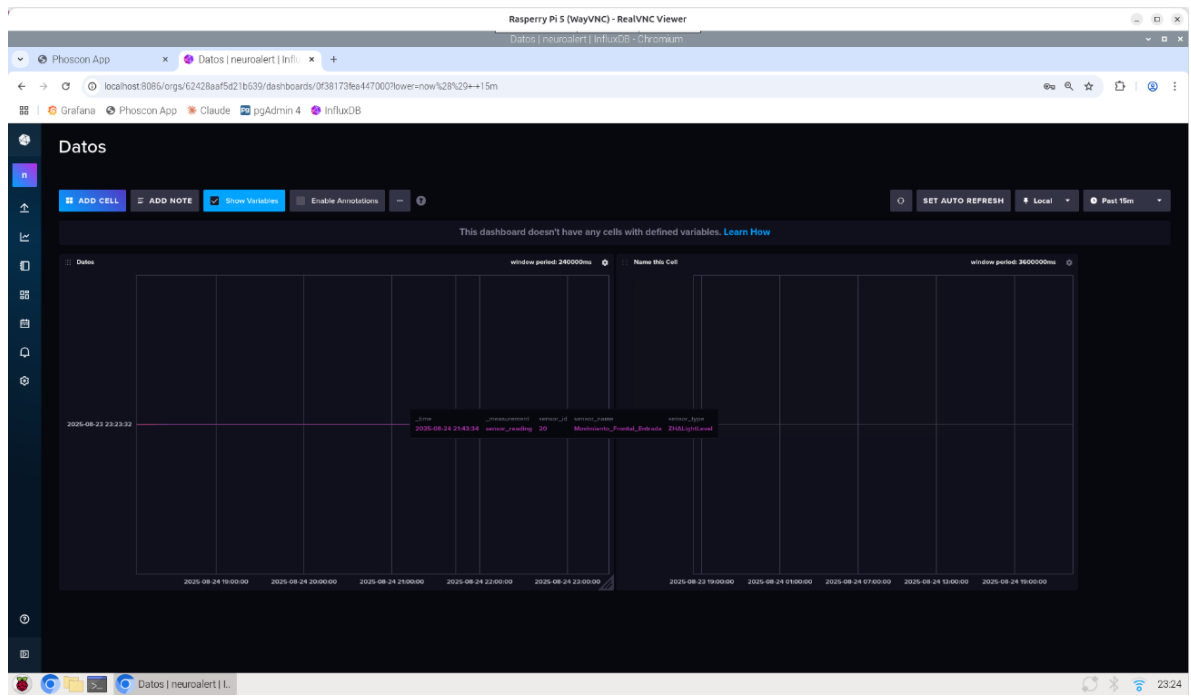 Rasperry Pi 5 (WayVNC) - RealVNC Viewer
Datos | neuroalert | InfluxDB - Chromium
Phoscon App
Datos | neuroalert | Influ
localhost:8086/orgs/62428aaf5d21b639/dashboards/0f38173fea447000?lower=now%28%29+-+15m
Grafana Phoscon App Claude pgAdmin 4 InfluxDB
Datos
n
ADD CELL ADD NOTE Show Variables Enable Annotations
SET AUTO REFRESH Local Past 15m
This dashboard doesn't have any cells with defined variables. Learn How
Datos window period: 240000ms
Name this Cell window period: 3600000ms
_time _measurement sensor_id sensor_name sensor_type
2025-08-24 21:43:34 sensor_reading 20 Movimiento_Frontal_Entrada ZHALightLevel
2025-08-23 23:23:32
2025-08-24 19:00:00 2025-08-24 20:00:00 2025-08-24 21:00:00 2025-08-24 22:00:00 2025-08-24 23:00:00
2025-08-23 19:00:00 2025-08-24 01:00:00 2025-08-24 07:00:00 2025-08-24 13:00:00 2025-08-24 19:00:00
Datos | neuroalert | I..
23:24